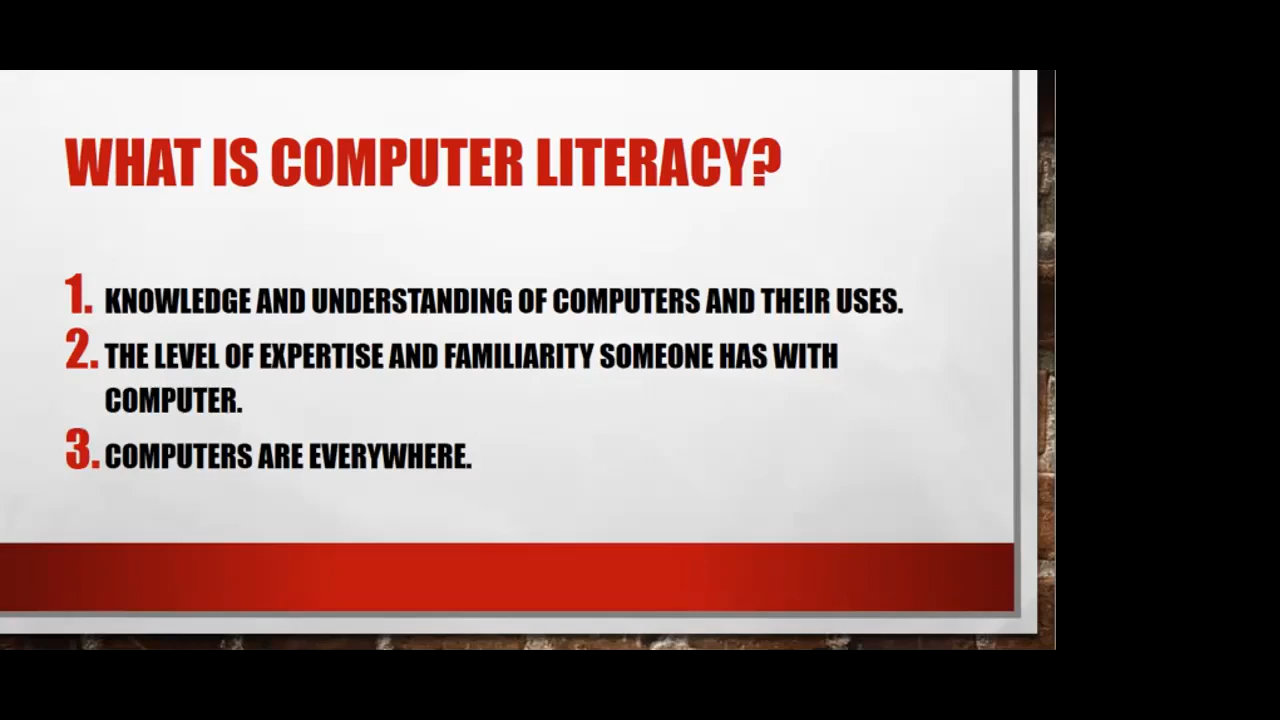 WHAT IS COMPUTER LITERACY?
1. KNOWLEDGE AND UNDERSTANDING OF COMPUTERS AND THEIR USES.
2. THE LEVEL OF EXPERTISE AND FAMILIARITY SOMEONE HAS WITH
COMPUTER.
3. COMPUTERS ARE EVERYWHERE.